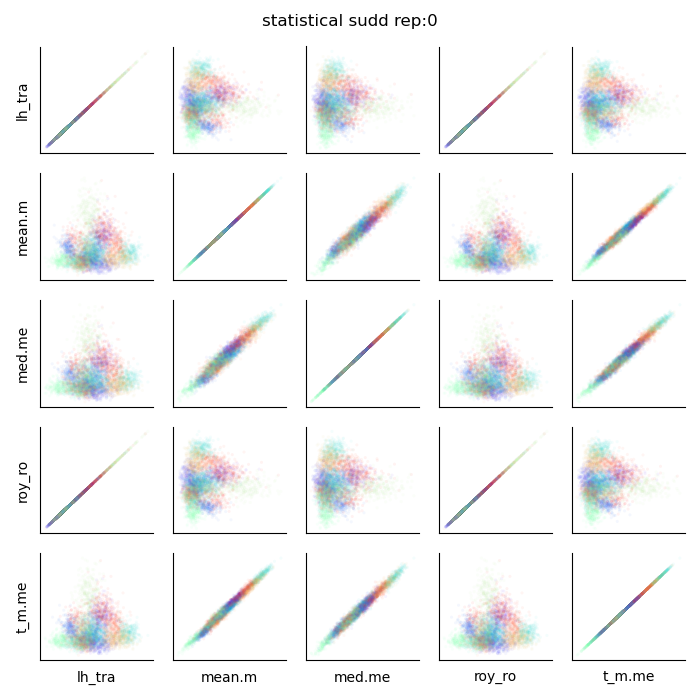 statistical sudd rep:0
lh_tra
mean.m
med.me
roy_ro
t_m.me
lh_tra
mean.m
med.me
roy_ro
t_m.me